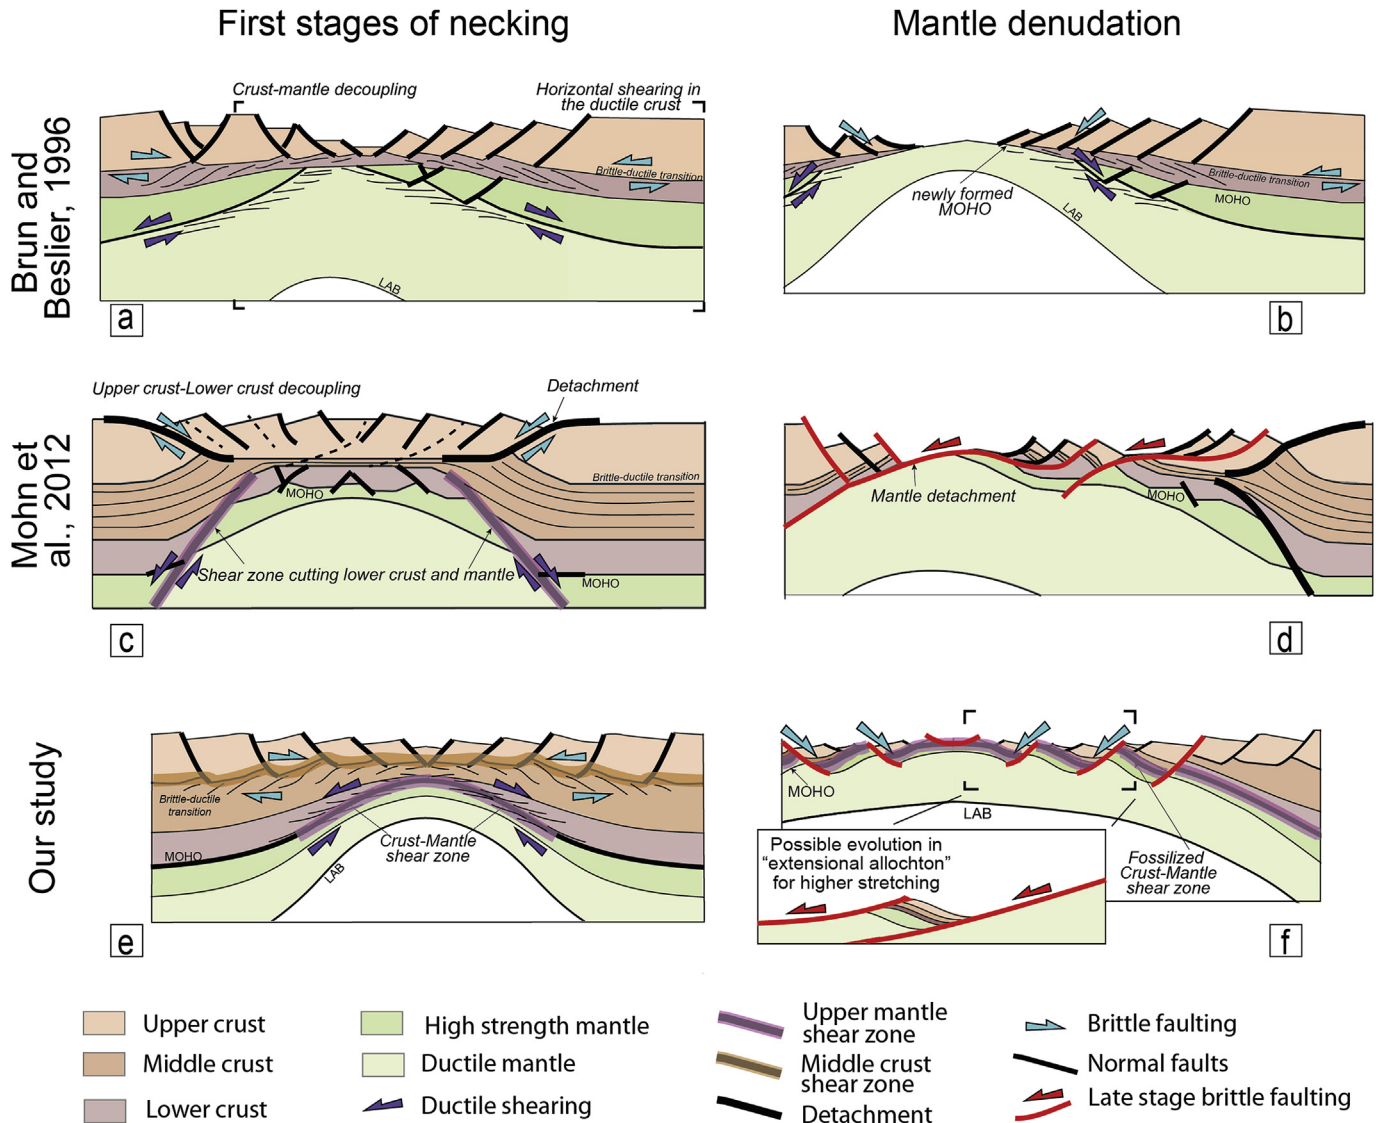 First stages of necking
Mantle denudation
Brun and
Beslier, 1996
Crust-mantle decoupling
Horizontal shearing in
the ductile crust
Brittle-ductile transition
LAB
a
newly formed
MOHO
LAB
Brittle-ductile transition
MOHO
b
Mohn et
al., 2012
Upper crust-Lower crust decoupling
Detachment
Brittle-ductile transition
MOHO
Shear zone cutting lower crust and mantle
MOHO
c
Mantle detachment
MOHO
d
Our study
Brittle-ductile
transition
MOHO
Crust-Mantle
shear zone
LAB
e
MOHO
LAB
Possible evolution in
“extensional allochton”
for higher stretching
Fossilized
Crust-Mantle
shear zone
f
Upper crust
Middle crust
Lower crust
High strength mantle
Ductile mantle
Ductile shearing
Upper mantle
shear zone
Middle crust
shear zone
Detachment
Brittle faulting
Normal faults
Late stage brittle faulting